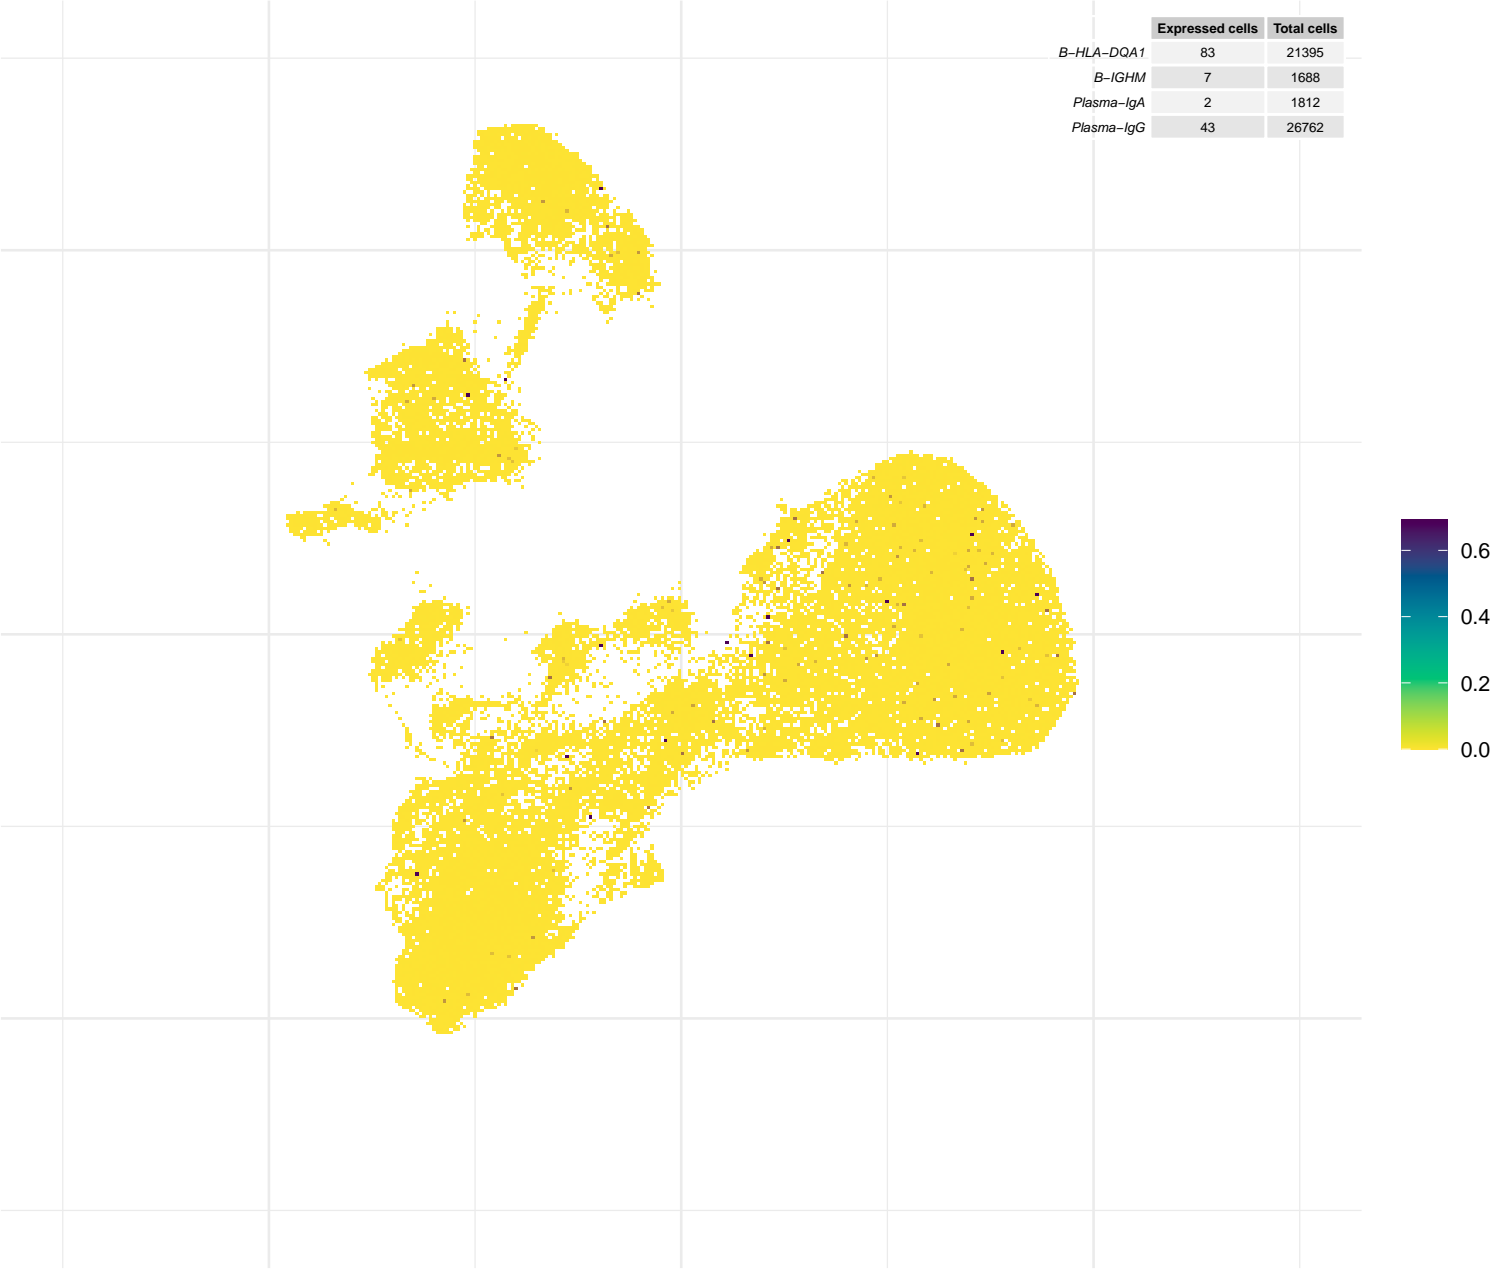 Expressed cells Total cells
B−HLA−DQA1 83 21395
B−IGHM 7 1688
Plasma−IgA 2 1812
Plasma−IgG 43 26762
0.6
0.4
0.2
0.0